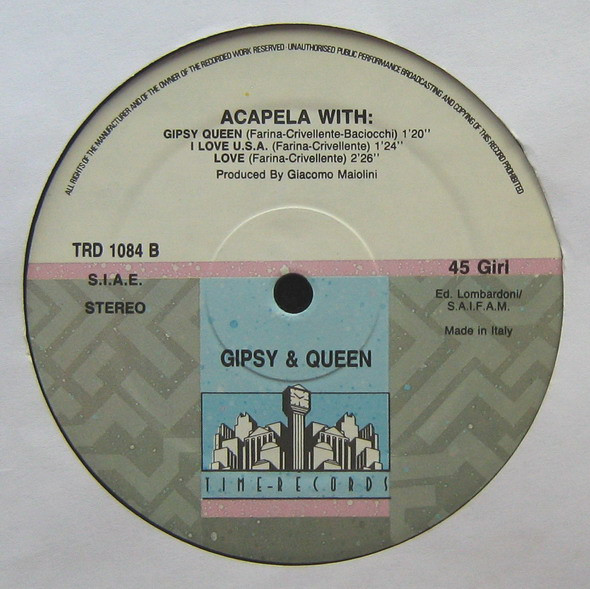 ALL RIGHTS OF THE MANUFACTURER AND OF THE OWNER OF THE RECORDED WORK RESERVED · UNAUTHORISED PUBLIC PERFORMANCE BROADCASTING AND COPYING OF THIS RECORD PROHIBITED
ACAPELA WITH:
GIPSY QUEEN (Farina-Crivellente-Baciocchi) 1'20''
I LOVE U.S.A. (Farina-Crivellente) 1'24''
LOVE (Farina-Crivellente) 2'26''
Produced By Giacomo Maiolini
TRD 1084 B
S.I.A.E.
STEREO
45 Giri
Ed. Lombardoni/
S.A.I.F.A.M.
Made in Italy
GIPSY & QUEEN
TIME-RECORDS